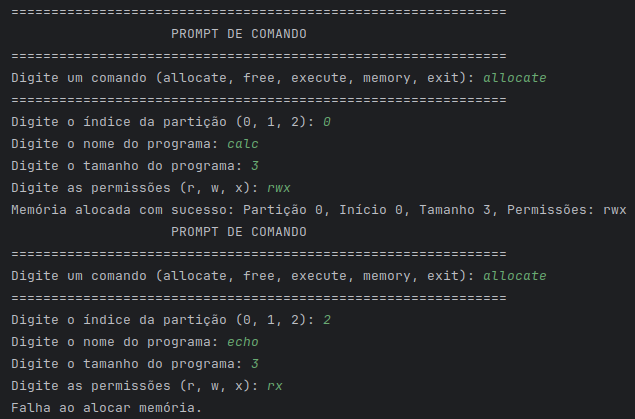 ==============================================================
PROMPT DE COMANDO
==============================================================
Digite um comando (allocate, free, execute, memory, exit): allocate
==============================================================
Digite o índice da partição (0, 1, 2): 0
Digite o nome do programa: calc
Digite o tamanho do programa: 3
Digite as permissões (r, w, x): rwx
Memória alocada com sucesso: Partição 0, Início 0, Tamanho 3, Permissões: rwx
PROMPT DE COMANDO
==============================================================
Digite um comando (allocate, free, execute, memory, exit): allocate
==============================================================
Digite o índice da partição (0, 1, 2): 2
Digite o nome do programa: echo
Digite o tamanho do programa: 3
Digite as permissões (r, w, x): rx
Falha ao alocar memória.